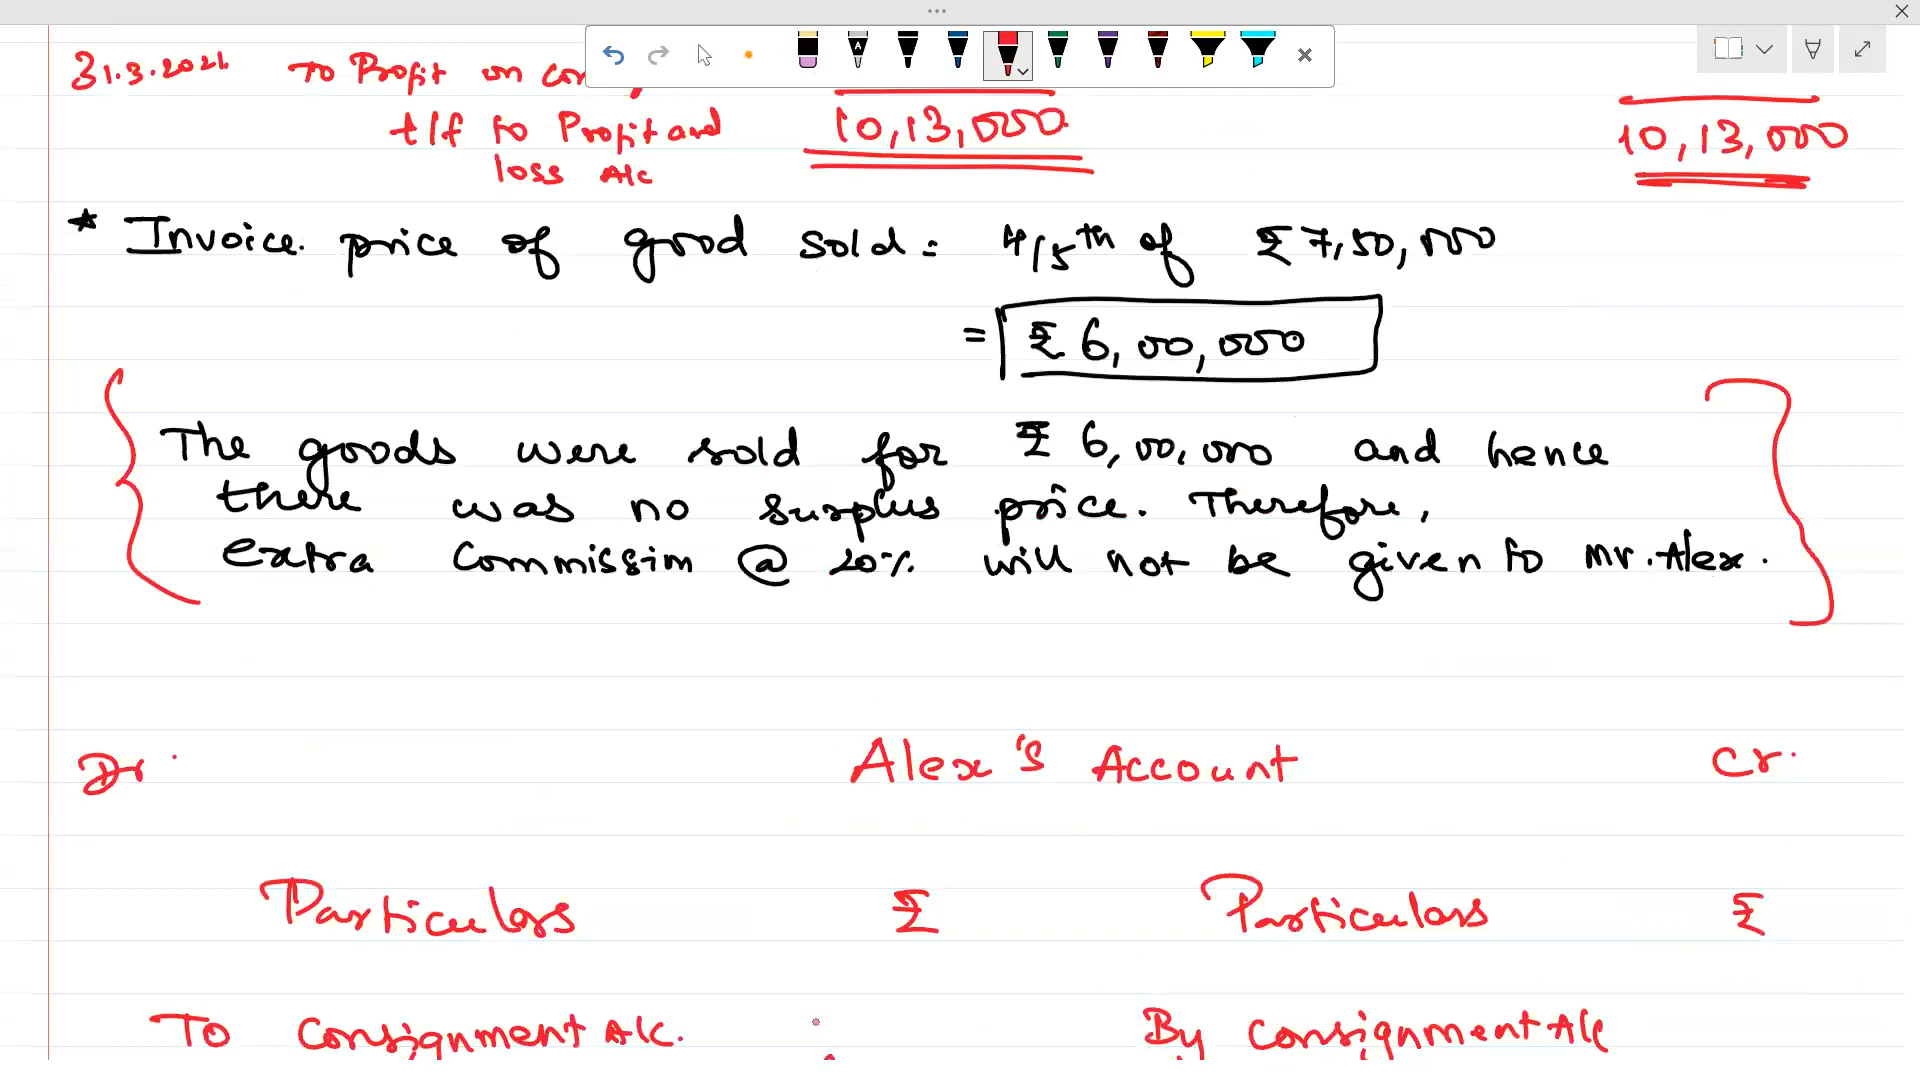 31.3.2021 To Profit on con
t/f to Profit and 10,13,000 10,13,000
loss A/c
* Invoice price of good sold = 4/5th of ₹ 7,50,000
= ₹ 6,00,000
The goods were sold for ₹ 6,00,000 and hence
there was no surplus price. Therefore,
extra commission @ 20% will not be given to Mr. Alex.
Dr. Alex's Account Cr.
Particulars ₹ Particulars ₹
To Consignment A/c. By Consignment A/c